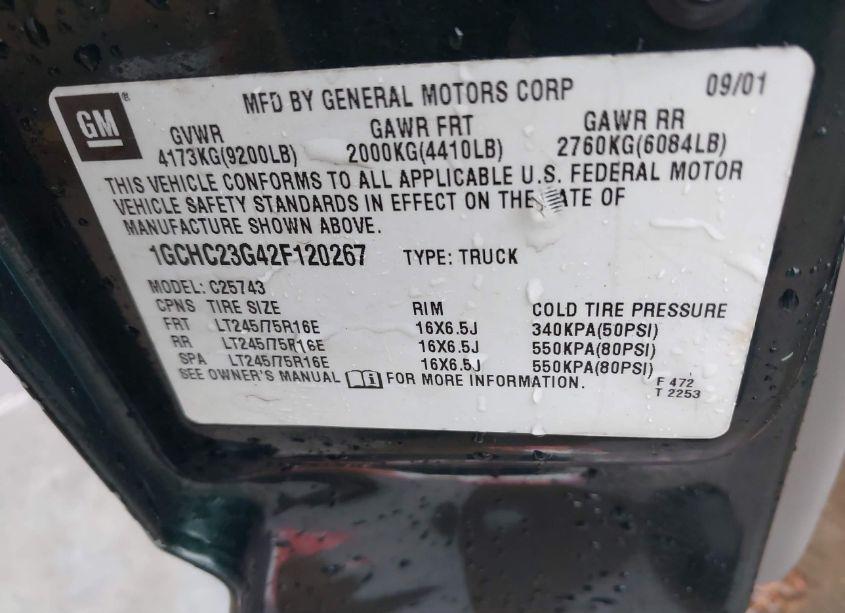 GM ® MFD BY GENERAL MOTORS CORP 09/01
GVWR GAWR FRT GAWR RR
4173KG(9200LB) 2000KG(4410LB) 2760KG(6084LB)
THIS VEHICLE CONFORMS TO ALL APPLICABLE U.S. FEDERAL MOTOR
VEHICLE SAFETY STANDARDS IN EFFECT ON THE DATE OF
MANUFACTURE SHOWN ABOVE.
1GCHC23G42F120267 TYPE: TRUCK
MODEL: C25743
CPNS TIRE SIZE RIM COLD TIRE PRESSURE
FRT LT245/75R16E 16X6.5J 340KPA(50PSI)
RR LT245/75R16E 16X6.5J 550KPA(80PSI)
SPA LT245/75R16E 16X6.5J 550KPA(80PSI)
SEE OWNER'S MANUAL FOR MORE INFORMATION. F 472
T 2253